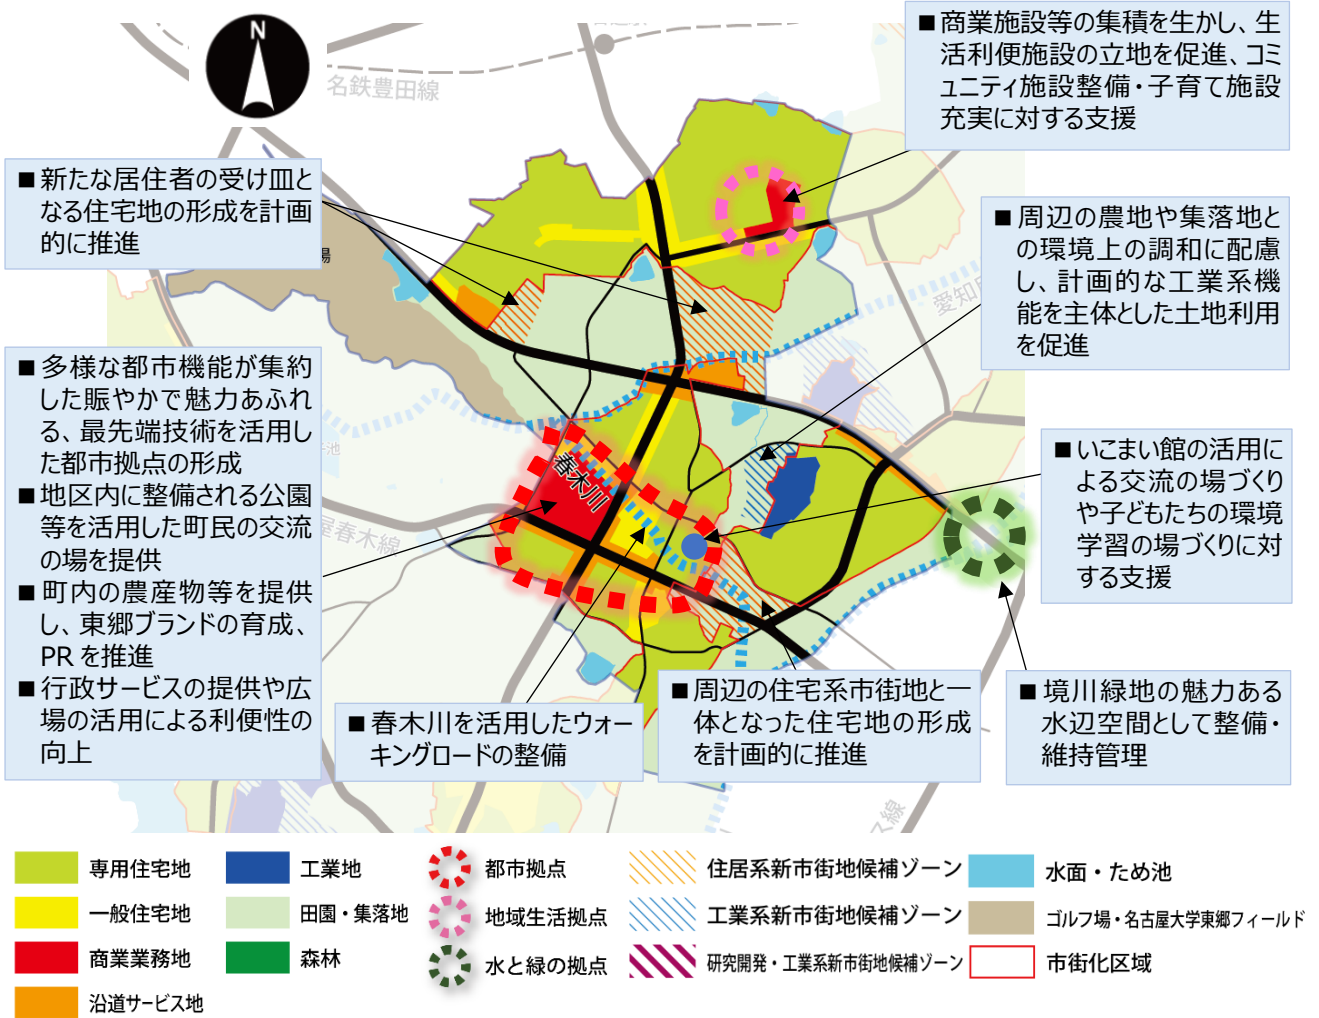 N
名鉄豊田線
■ 商業施設等の集積を生かし、生
活利便施設の立地を促進、コミ
ュニティ施設整備・子育て施設
充実に対する支援
■ 新たな居住者の受け皿と
なる住宅地の形成を計画
的に推進
場
■ 周辺の農地や集落地と
の環境上の調和に配慮
し、計画的な工業系機
能を主体とした土地利用
を促進
愛知
■ 多様な都市機能が集約
した賑やかで魅力あふれ
る、最先端技術を活用し
た都市拠点の形成
■ 地区内に整備される公園
等を活用した町民の交流
の場を提供
■ 町内の農産物等を提供
し、東郷ブランドの育成、
PRを推進
■ 行政サービスの提供や広
場の活用による利便性の
向上
池
屋春木線
春木川
■ いこまい館の活用に
よる交流の場づくり
や子どもたちの環境
学習の場づくりに対
する支援
■ 春木川を活用したウォー
キングロードの整備
■ 周辺の住宅系市街地と一
体となった住宅地の形成
を計画的に推進
■ 境川緑地の魅力ある
水辺空間として整備・
維持管理
ス線
専用住宅地
一般住宅地
商業業務地
沿道サービス地
工業地
田園・集落地
森林
都市拠点
地域生活拠点
水と緑の拠点
住居系新市街地候補ゾーン
工業系新市街地候補ゾーン
研究開発・工業系新市街地候補ゾーン
水面・ため池
ゴルフ場・名古屋大学東郷フィールド
市街化区域